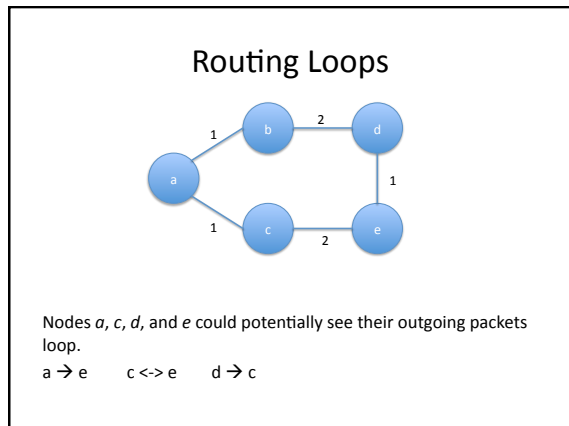 Routing Loops
b
2
d
1
a
1
1
c
2
e
Nodes a, c, d, and e could potentially see their outgoing packets
loop.
a → e c <-> e d → c